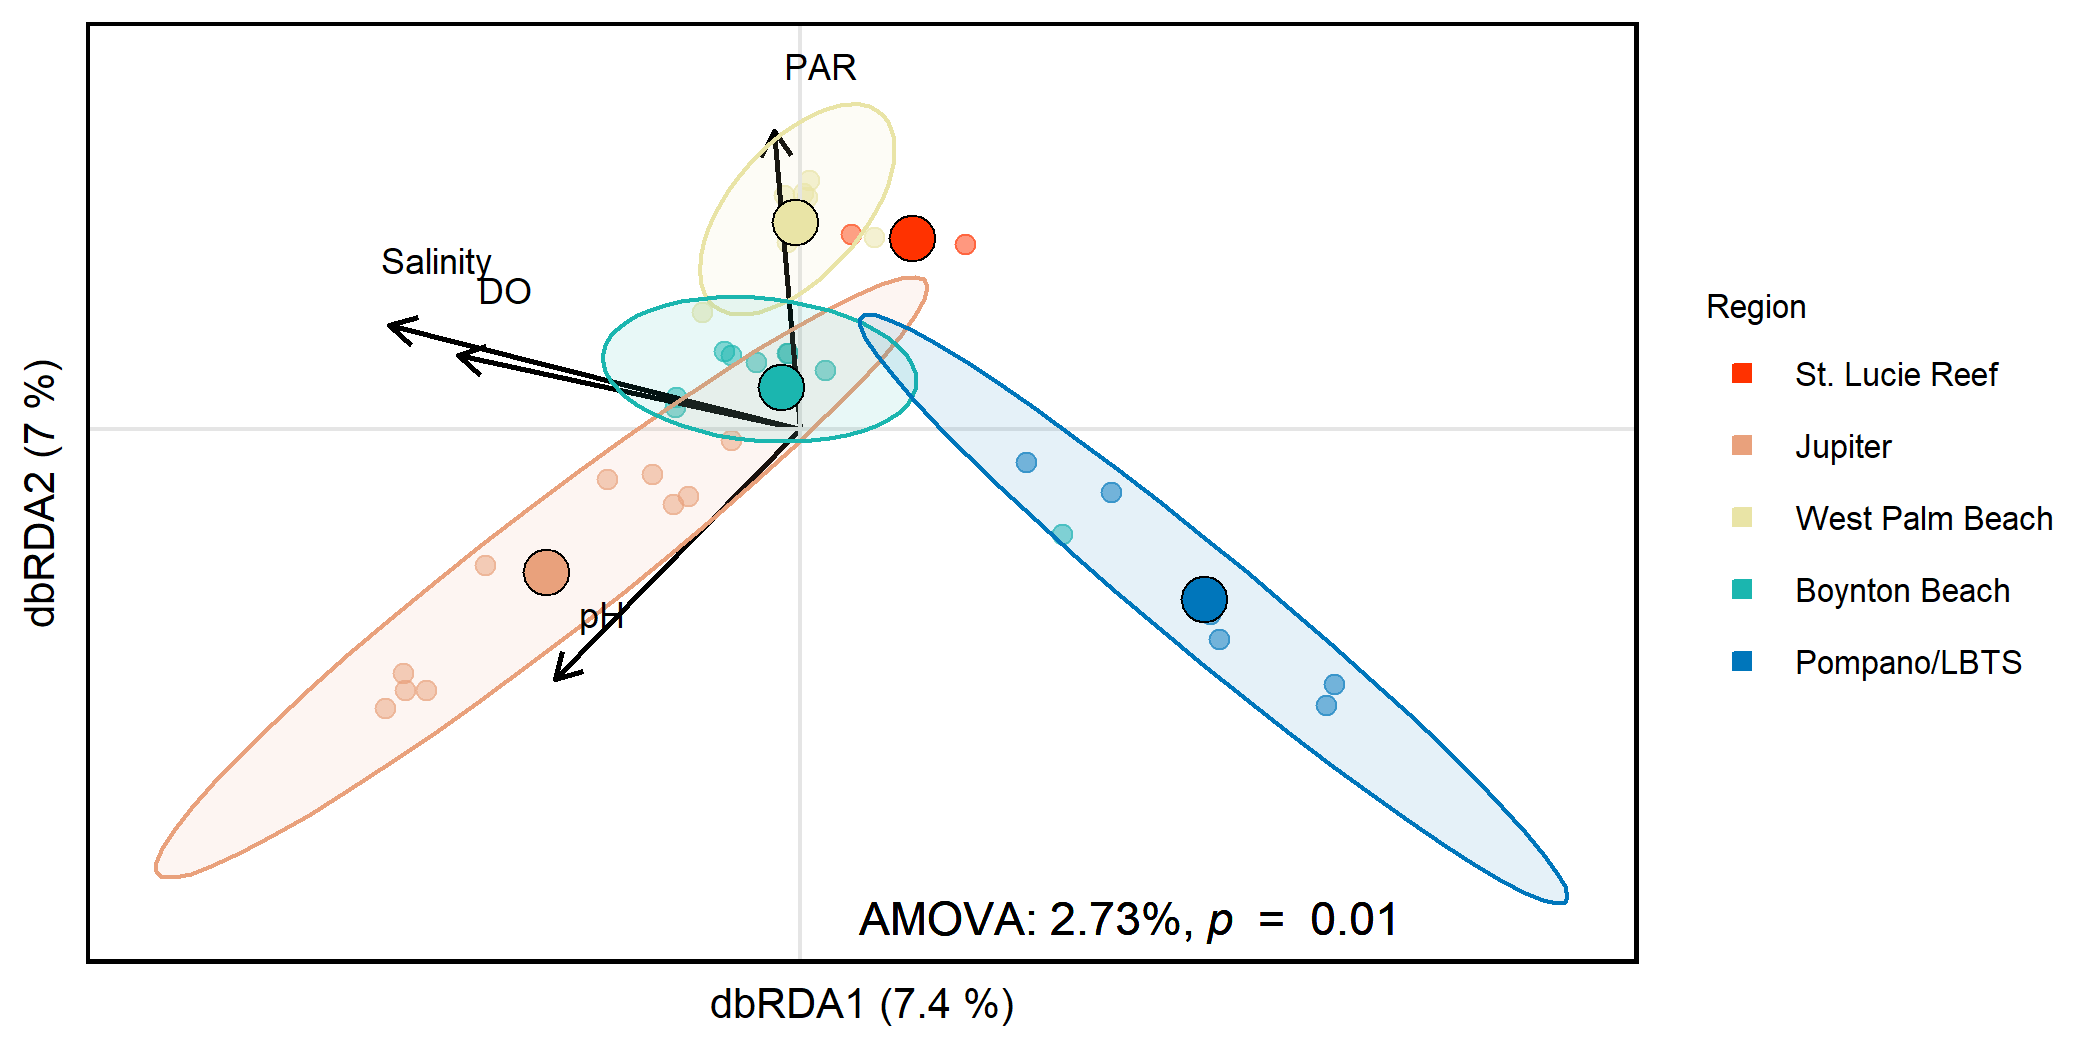 PAR
Salinity
DO
pH
AMOVA: 2.73%, p = 0.01
dbRDA1 (7.4 %)
dbRDA2 (7 %)
Region
St. Lucie Reef
Jupiter
West Palm Beach
Boynton Beach
Pompano/LBTS